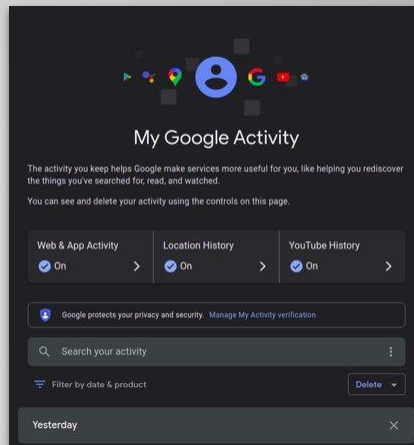 My Google Activity
The activity you keep helps Google make services more useful for you, like helping you rediscover
the things you've searched for, read, and watched.
You can see and delete your activity using the controls on this page.
Web & App Activity
On
Location History
On
YouTube History
On
Google protects your privacy and security. Manage My Activity verification
Search your activity
Filter by date & product
Delete
Yesterday